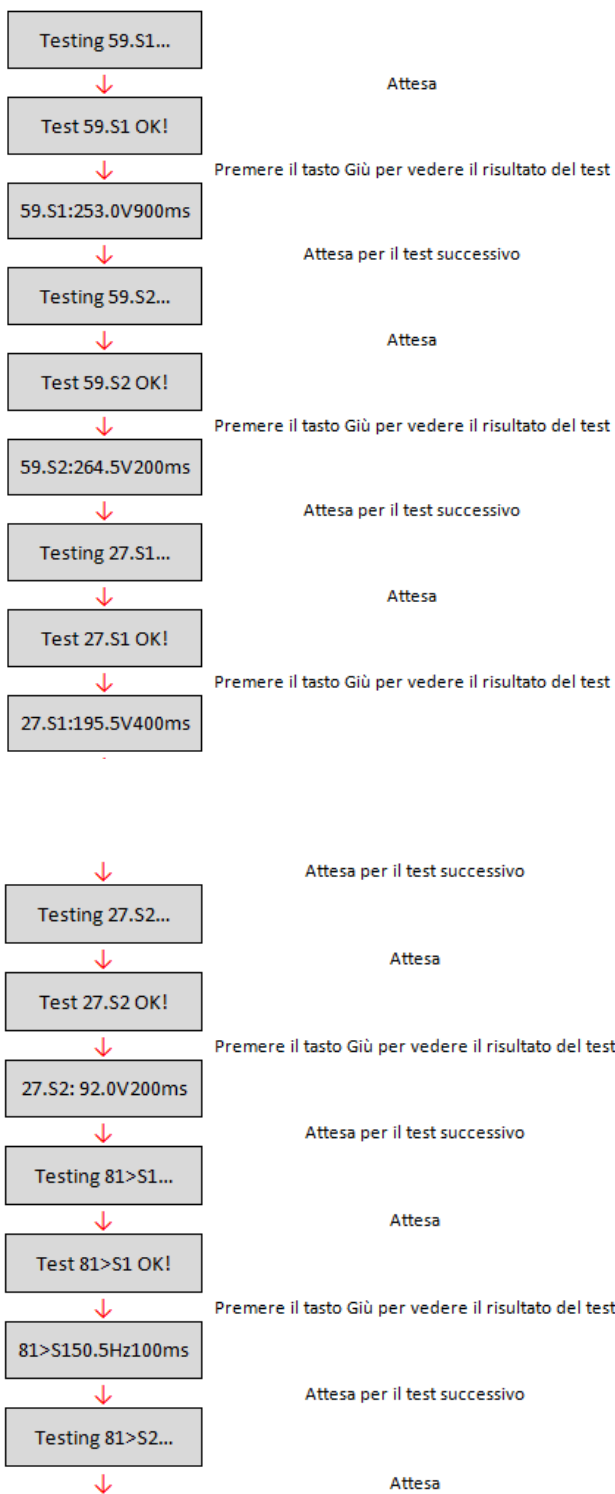 Testing 59.S1...
Attesa
Test 59.S1 OK!
Premere il tasto Giù per vedere il risultato del test
59.S1:253.0V900ms
Attesa per il test successivo
Testing 59.S2...
Attesa
Test 59.S2 OK!
Premere il tasto Giù per vedere il risultato del test
59.S2:264.5V200ms
Attesa per il test successivo
Testing 27.S1...
Attesa
Test 27.S1 OK!
Premere il tasto Giù per vedere il risultato del test
27.S1:195.5V400ms
Attesa per il test successivo
Testing 27.S2...
Attesa
Test 27.S2 OK!
Premere il tasto Giù per vedere il risultato del test
27.S2: 92.0V200ms
Attesa per il test successivo
Testing 81>S1...
Attesa
Test 81>S1 OK!
Premere il tasto Giù per vedere il risultato del test
81>S150.5Hz100ms
Attesa per il test successivo
Testing 81>S2...
Attesa